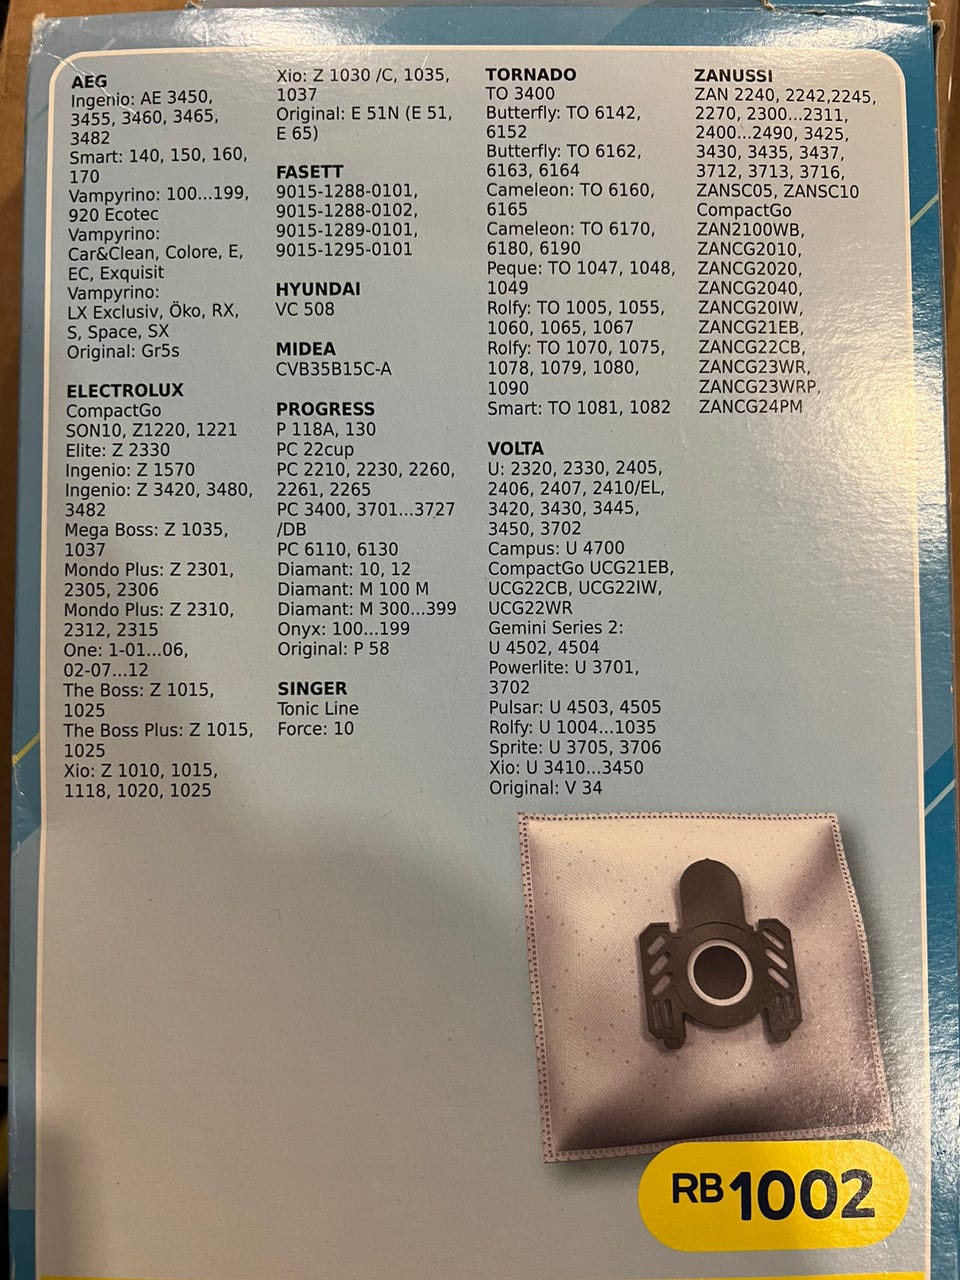 AEG
Ingenio: AE 3450,
3455, 3460, 3465,
3482
Smart: 140, 150, 160,
170
Vampyrino: 100...199,
920 Ecotec
Vampyrino:
Car&Clean, Colore, E,
EC, Exquisit
Vampyrino:
LX Exclusiv, Öko, RX,
S, Space, SX
Original: Gr5s
ELECTROLUX
CompactGo
SON10, Z1220, 1221
Elite: Z 2330
Ingenio: Z 1570
Ingenio: Z 3420, 3480,
3482
Mega Boss: Z 1035,
1037
Mondo Plus: Z 2301,
2305, 2306
Mondo Plus: Z 2310,
2312, 2315
One: 1-01...06,
02-07...12
The Boss: Z 1015,
1025
The Boss Plus: Z 1015,
1025
Xio: Z 1010, 1015,
1118, 1020, 1025
Xio: Z 1030 /C, 1035,
1037
Original: E 51N (E 51,
E 65)
FASETT
9015-1288-0101,
9015-1288-0102,
9015-1289-0101,
9015-1295-0101
HYUNDAI
VC 508
MIDEA
CVB35B15C-A
PROGRESS
P 118A, 130
PC 22cup
PC 2210, 2230, 2260,
2261, 2265
PC 3400, 3701...3727
/DB
PC 6110, 6130
Diamant: 10, 12
Diamant: M 100 M
Diamant: M 300...399
Onyx: 100...199
Original: P 58
SINGER
Tonic Line
Force: 10
TORNADO
TO 3400
Butterfly: TO 6142,
6152
Butterfly: TO 6162,
6163, 6164
Cameleon: TO 6160,
6165
Cameleon: TO 6170,
6180, 6190
Peque: TO 1047, 1048,
1049
Rolfy: TO 1005, 1055,
1060, 1065, 1067
Rolfy: TO 1070, 1075,
1078, 1079, 1080,
1090
Smart: TO 1081, 1082
VOLTA
U: 2320, 2330, 2405,
2406, 2407, 2410/EL,
3420, 3430, 3445,
3450, 3702
Campus: U 4700
CompactGo UCG21EB,
UCG22CB, UCG22IW,
UCG22WR
Gemini Series 2:
U 4502, 4504
Powerlite: U 3701,
3702
Pulsar: U 4503, 4505
Rolfy: U 1004...1035
Sprite: U 3705, 3706
Xio: U 3410...3450
Original: V 34
ZANUSSI
ZAN 2240, 2242,2245,
2270, 2300...2311,
2400...2490, 3425,
3430, 3435, 3437,
3712, 3713, 3716,
ZANSC05, ZANSC10
CompactGo
ZAN2100WB,
ZANCG2010,
ZANCG2020,
ZANCG2040,
ZANCG20IW,
ZANCG21EB,
ZANCG22CB,
ZANCG23WR,
ZANCG23WRP,
ZANCG24PM
RB1002